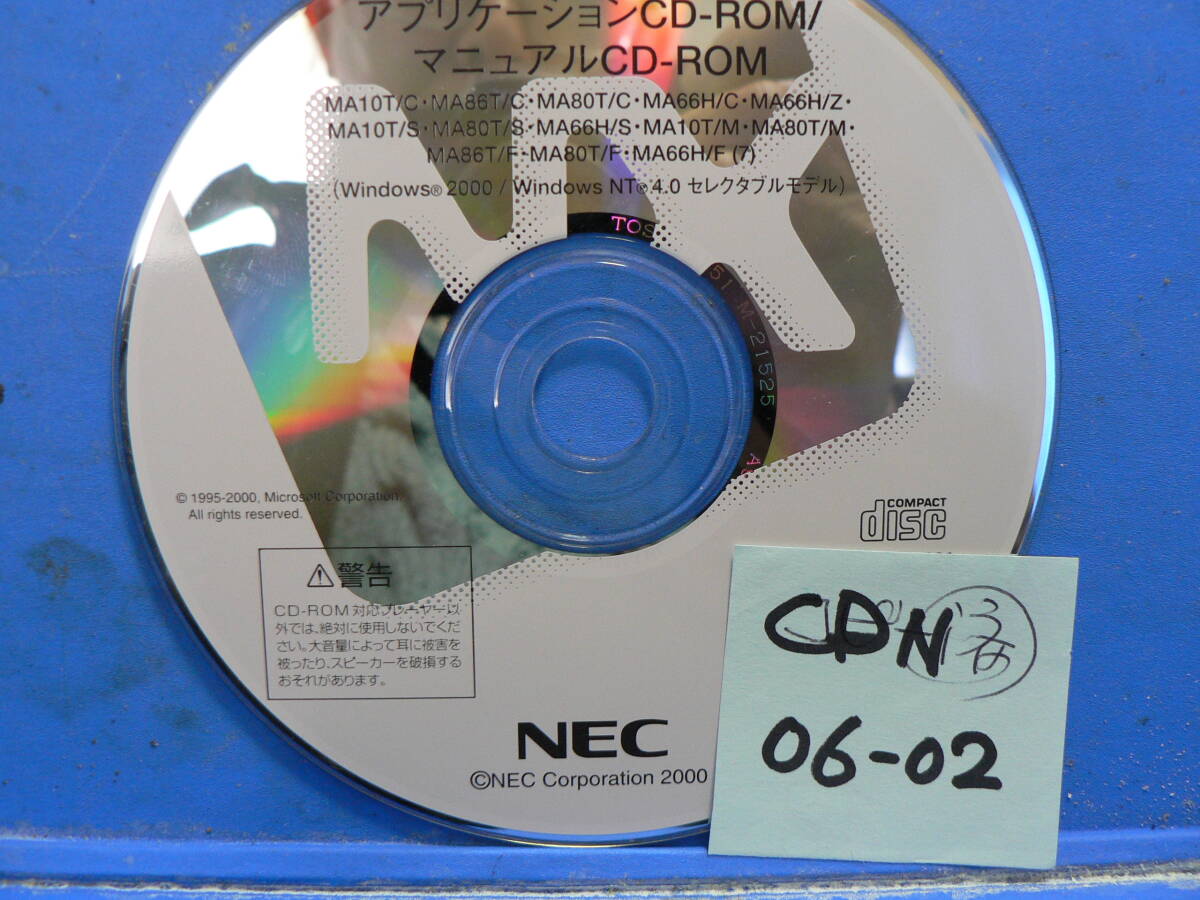 アプリケーションCD-ROM/
マニュアルCD-ROM
MA10T/C・MA86T/C・MA80T/C・MA66H/C・MA66H/Z・
MA10T/S・MA80T/S・MA66H/S・MA10T/M・MA80T/M・
MA86T/F・MA80T/F・MA66H/F (7)
(Windows® 2000 / Windows NT® 4.0 セレクタブルモデル)
TOS
51 M-21525
© 1995-2000, Microsoft Corporation.
All rights reserved.
COMPACT
disc
⚠警告
CD-ROM対応プレーヤー以
外では、絶対に使用しないでくだ
さい。大音量によって耳に被害を
被ったり、スピーカーを破損する
おそれがあります。
NEC
©NEC Corporation 2000
CDN
06-02